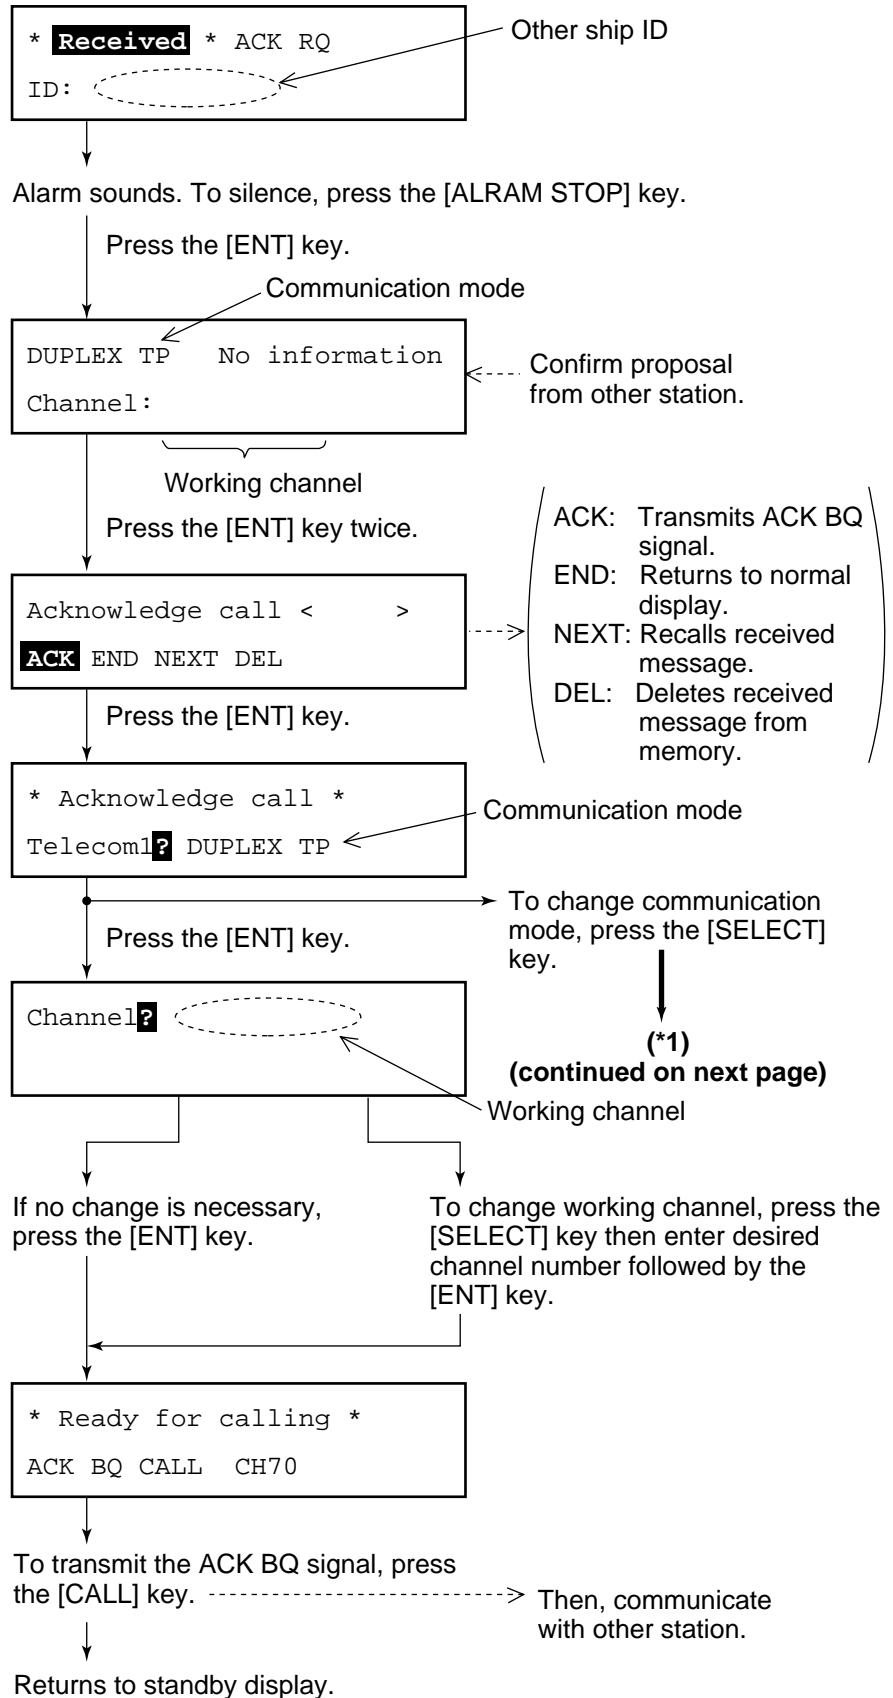 * Received * ACK RQ
ID:
Other ship ID
Alarm sounds. To silence, press the [ALRAM STOP] key.
Press the [ENT] key.
Communication mode
DUPLEX TP No information
Channel:
Confirm proposal
from other station.
Working channel
Press the [ENT] key twice.
Acknowledge call < >
ACK END NEXT DEL
ACK: Transmits ACK BQ
signal.
END: Returns to normal
display.
NEXT: Recalls received
message.
DEL: Deletes received
message from
memory.
Press the [ENT] key.
* Acknowledge call *
Telecom1? DUPLEX TP
Communication mode
To change communication
mode, press the [SELECT]
key.
(*1)
(continued on next page)
Press the [ENT] key.
Channel?
Working channel
If no change is necessary,
press the [ENT] key.
To change working channel, press the
[SELECT] key then enter desired
channel number followed by the
[ENT] key.
* Ready for calling *
ACK BQ CALL CH70
To transmit the ACK BQ signal, press
the [CALL] key.
Then, communicate
with other station.
Returns to standby display.